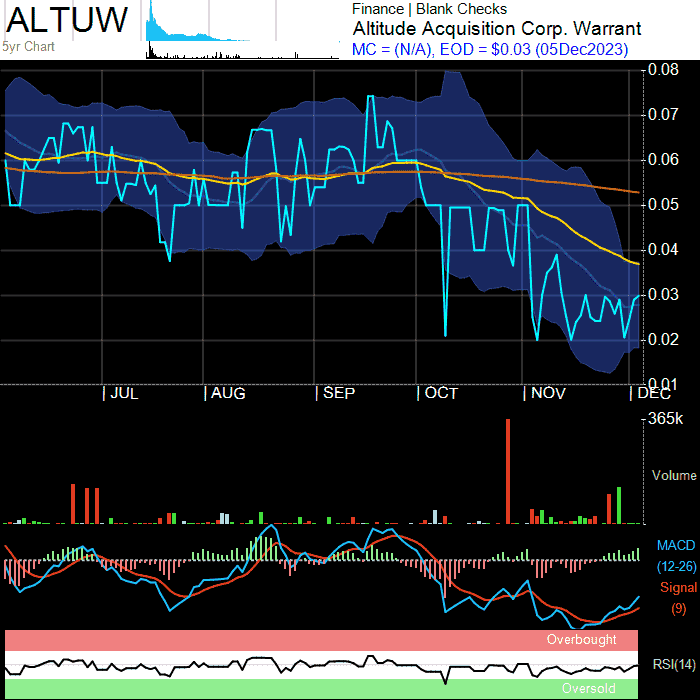 ALTUW
5yr Chart
Finance | Blank Checks
Altitude Acquisition Corp. Warrant
MC = (N/A), EOD = $0.03 (05Dec2023)
0.08
0.07
0.06
0.05
0.04
0.03
0.02
0.01
| JUL | AUG | SEP | OCT | NOV | DEC
365k
Volume
MACD
(12-26)
Signal
(9)
Overbought
RSI(14)
Oversold